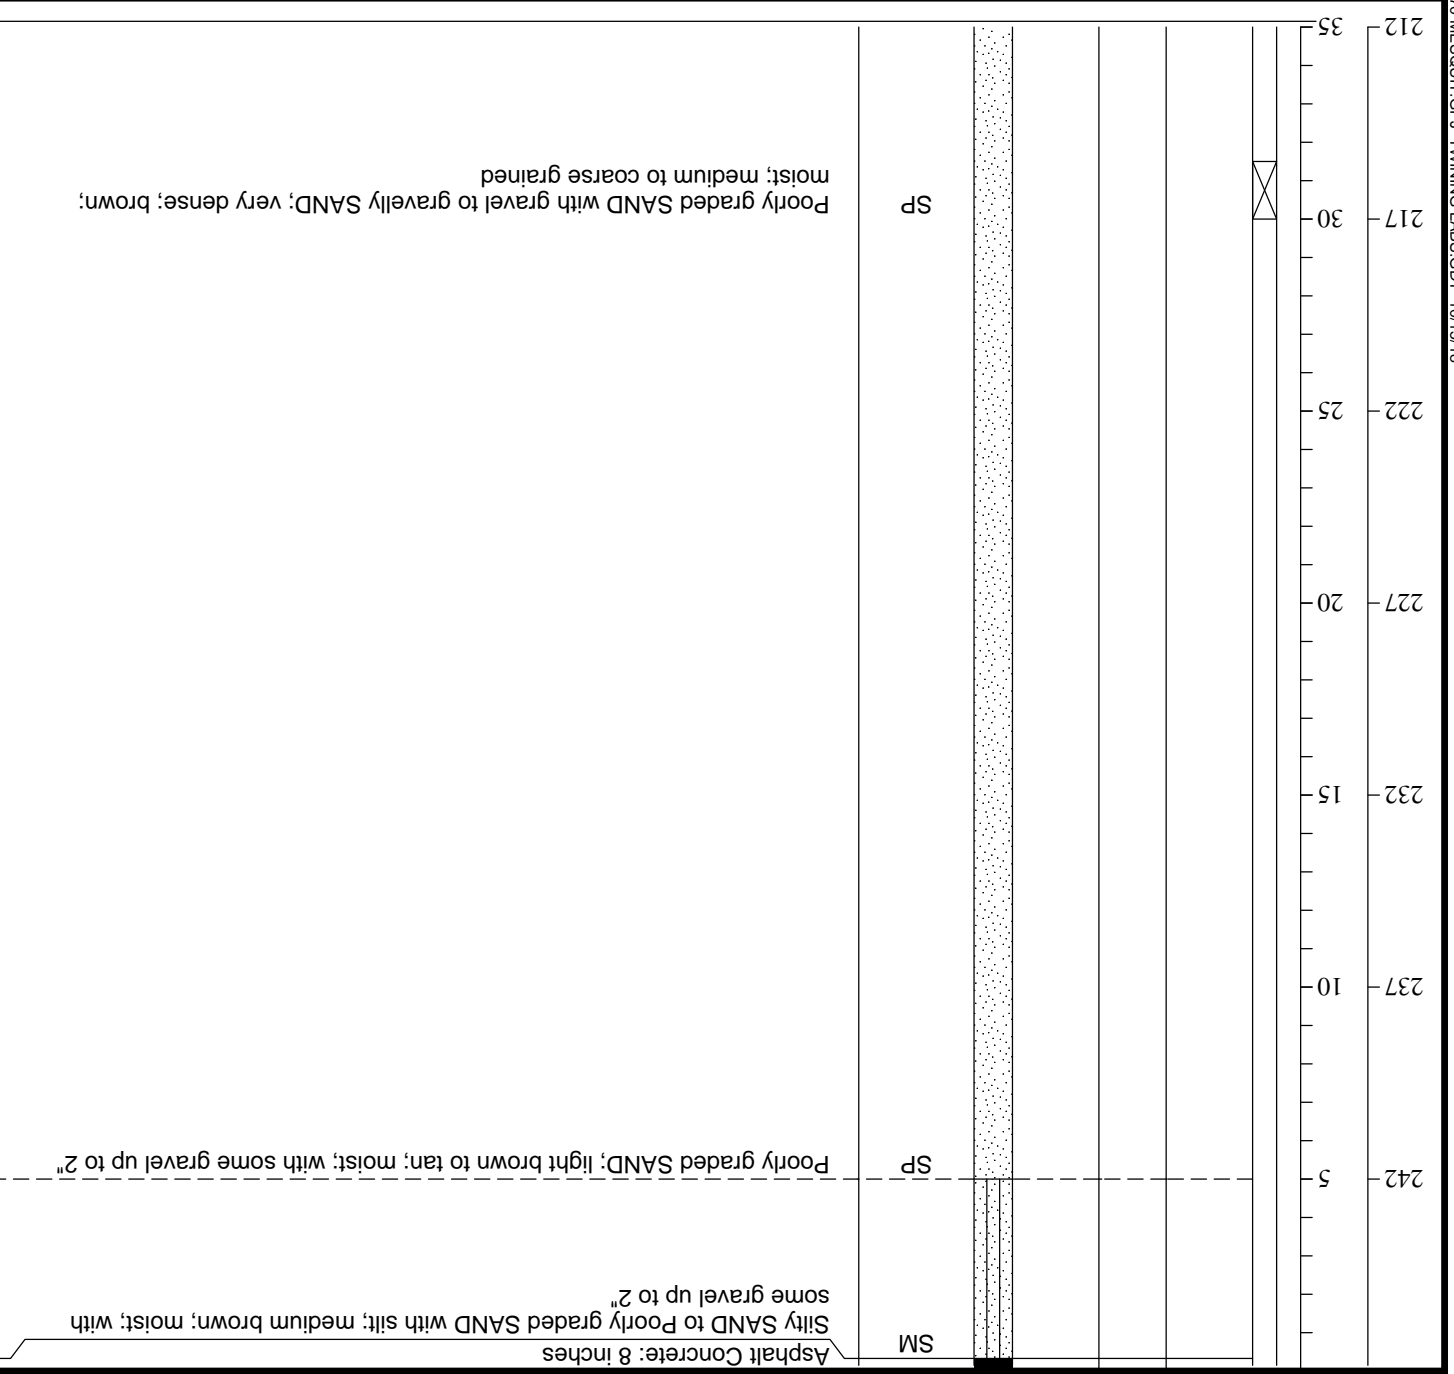 Asphalt Concrete: 8 inches
SM
Silty SAND to Poorly graded SAND with silt; medium brown; moist; with
some gravel up to 2"
242
5
SP
Poorly graded SAND; light brown to tan; moist; with some gravel up to 2"
237
10
232
15
227
20
222
25
217
30
SP
Poorly graded SAND with gravel to gravelly SAND; very dense; brown;
moist; medium to coarse grained
212
35